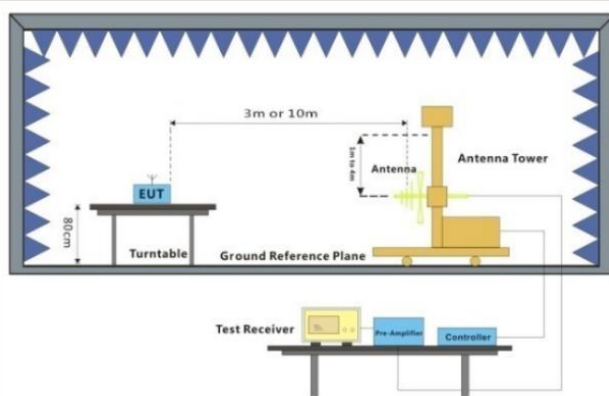 3m or 10m
1m to 4m
Antenna
Antenna Tower
EUT
80cm
Turntable
Ground Reference Plane
Test Receiver
Pre-Amplifier
Controller